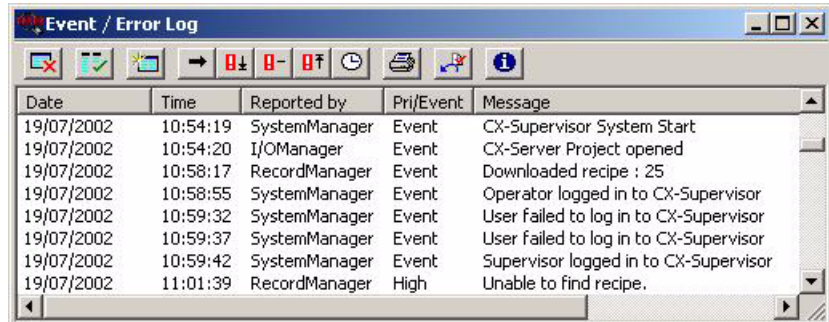 Event / Error Log
Date Time Reported by Pri/Event Message
19/07/2002 10:54:19 SystemManager Event CX-Supervisor System Start
19/07/2002 10:54:20 I/OManager Event CX-Server Project opened
19/07/2002 10:58:17 RecordManager Event Downloaded recipe : 25
19/07/2002 10:58:55 SystemManager Event Operator logged in to CX-Supervisor
19/07/2002 10:59:32 SystemManager Event User failed to log in to CX-Supervisor
19/07/2002 10:59:37 SystemManager Event User failed to log in to CX-Supervisor
19/07/2002 10:59:42 SystemManager Event Supervisor logged in to CX-Supervisor
19/07/2002 11:01:39 RecordManager High Unable to find recipe.